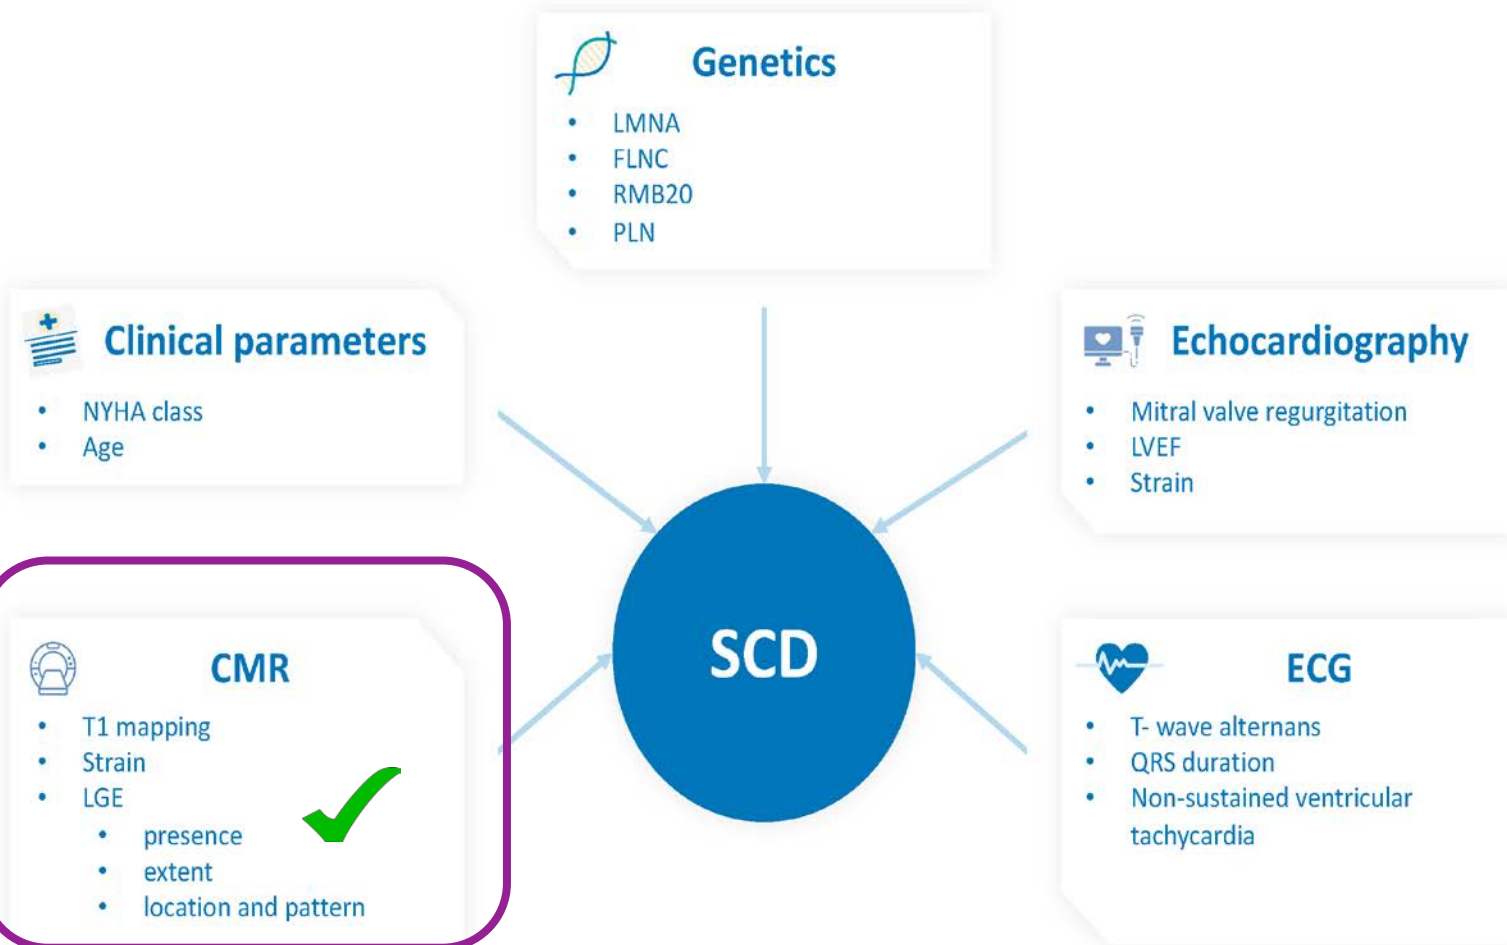 Genetics
LMNA
FLNC
RMB20
PLN
Clinical parameters
NYHA class
Age
Echocardiography
Mitral valve regurgitation
LVEF
Strain
SCD
CMR
T1 mapping
Strain
LGE
presence
extent
location and pattern
ECG
T- wave alternans
QRS duration
Non-sustained ventricular
tachycardia